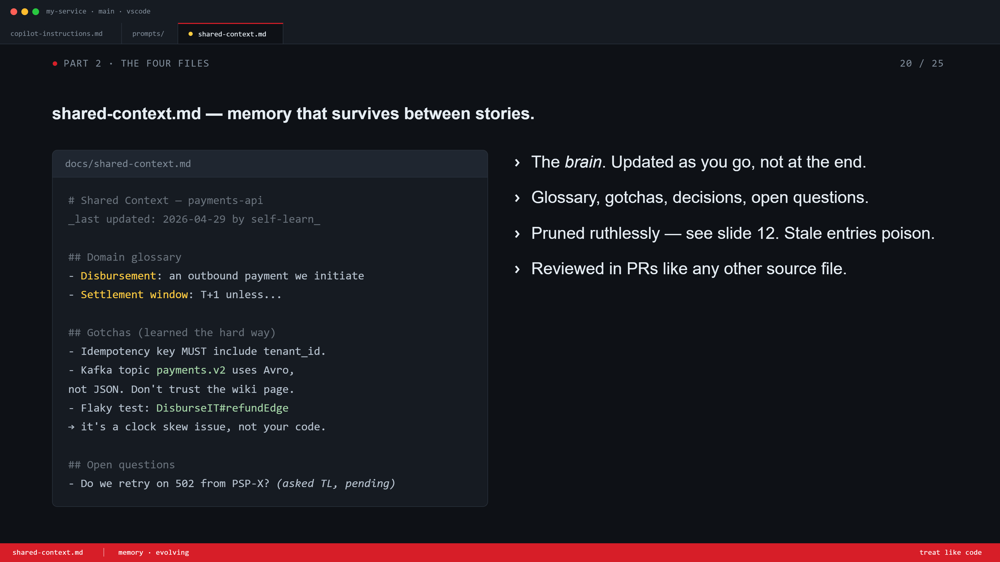 my-service · main · vscode
copilot-instructions.md
prompts/
shared-context.md
PART 2 · THE FOUR FILES
20 / 25
shared-context.md — memory that survives between stories.
docs/shared-context.md
# Shared Context — payments-api
_last updated: 2026-04-29 by self-learn_
## Domain glossary
- Disbursement: an outbound payment we initiate
- Settlement window: T+1 unless...
## Gotchas (learned the hard way)
- Idempotency key MUST include tenant_id.
- Kafka topic payments.v2 uses Avro,
not JSON. Don't trust the wiki page.
- Flaky test: DisburseIT#refundEdge
→ it's a clock skew issue, not your code.
## Open questions
- Do we retry on 502 from PSP-X? (asked TL, pending)
› The brain. Updated as you go, not at the end.
› Glossary, gotchas, decisions, open questions.
› Pruned ruthlessly — see slide 12. Stale entries poison.
› Reviewed in PRs like any other source file.
shared-context.md
memory · evolving
treat like code